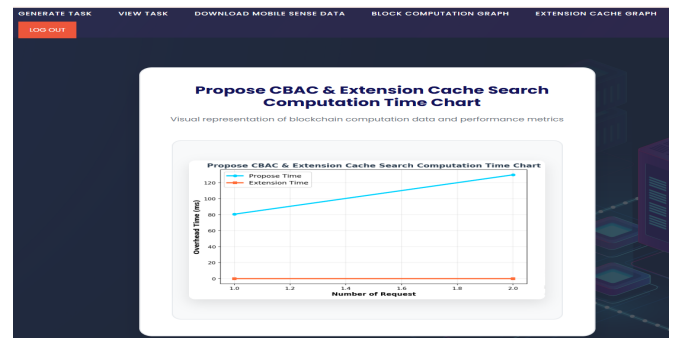 GENERATE TASK VIEW TASK DOWNLOAD MOBILE SENSE DATA BLOCK COMPUTATION GRAPH EXTENSION CACHE GRAPH
LOG OUT
Propose CBAC & Extension Cache Search
Computation Time Chart
Visual representation of blockchain computation data and performance metrics
Propose CBAC & Extension Cache Search Computation Time Chart
Propose Time
Extension Time
Overhead Time (ms)
120
100
80
60
40
20
0
1.0 1.2 1.4 1.6 1.8 2.0
Number of Request